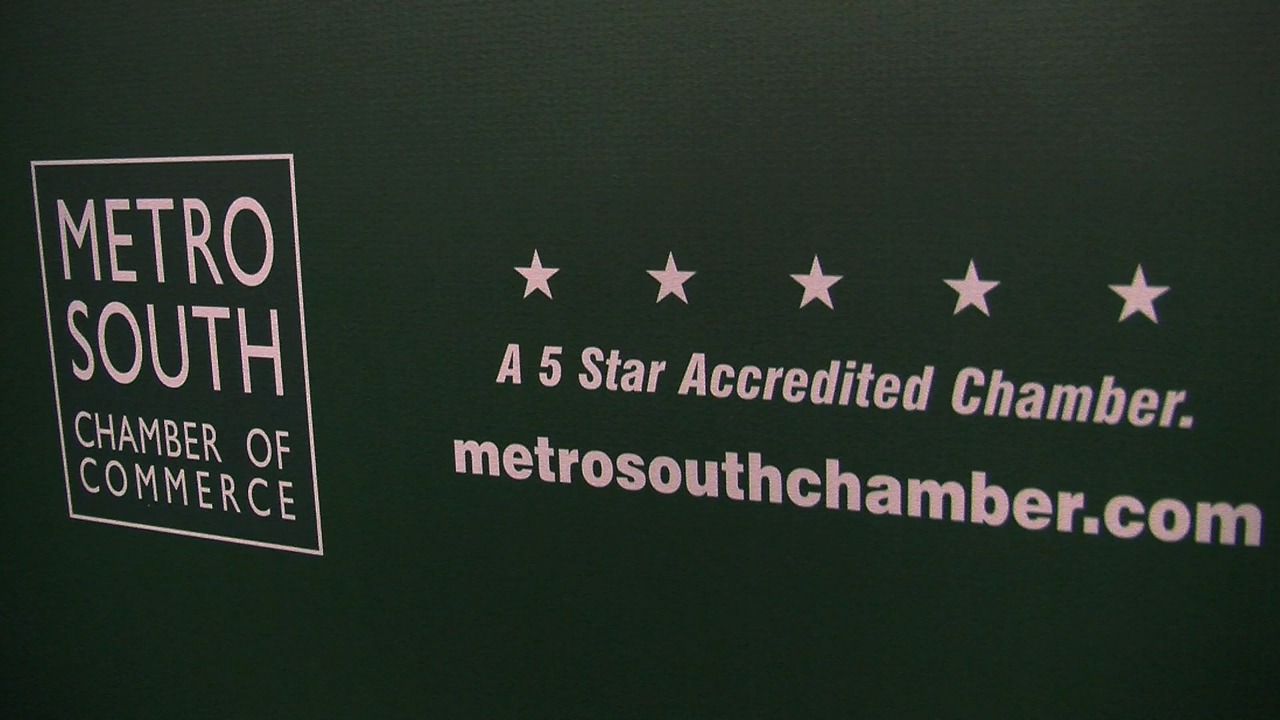 METRO
SOUTH
CHAMBER OF
COMMERCE
A 5 Star Accredited Chamber.
metrosouthchamber.com